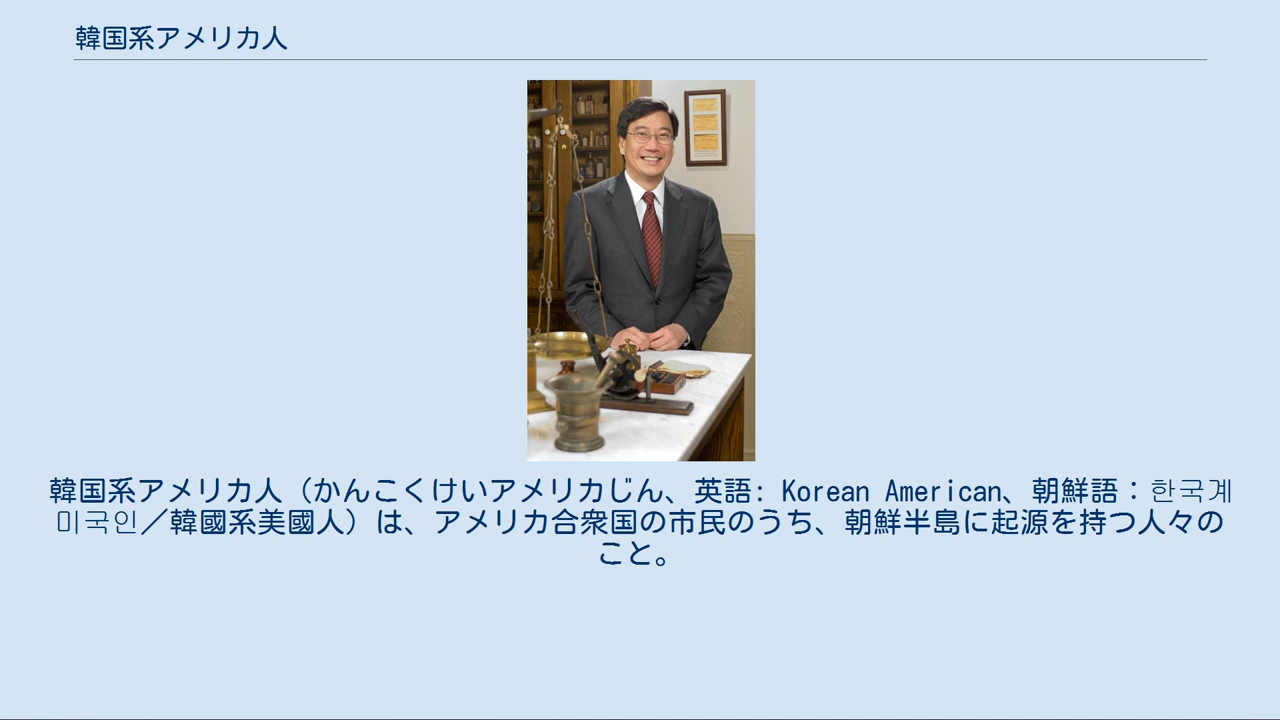 韓国系アメリカ人
韓国系アメリカ人（かんこくけいアメリカじん、英語: Korean American、朝鮮語：한국계
미국인／韓國系美國人）は、アメリカ合衆国の市民のうち、朝鮮半島に起源を持つ人々の
こと。